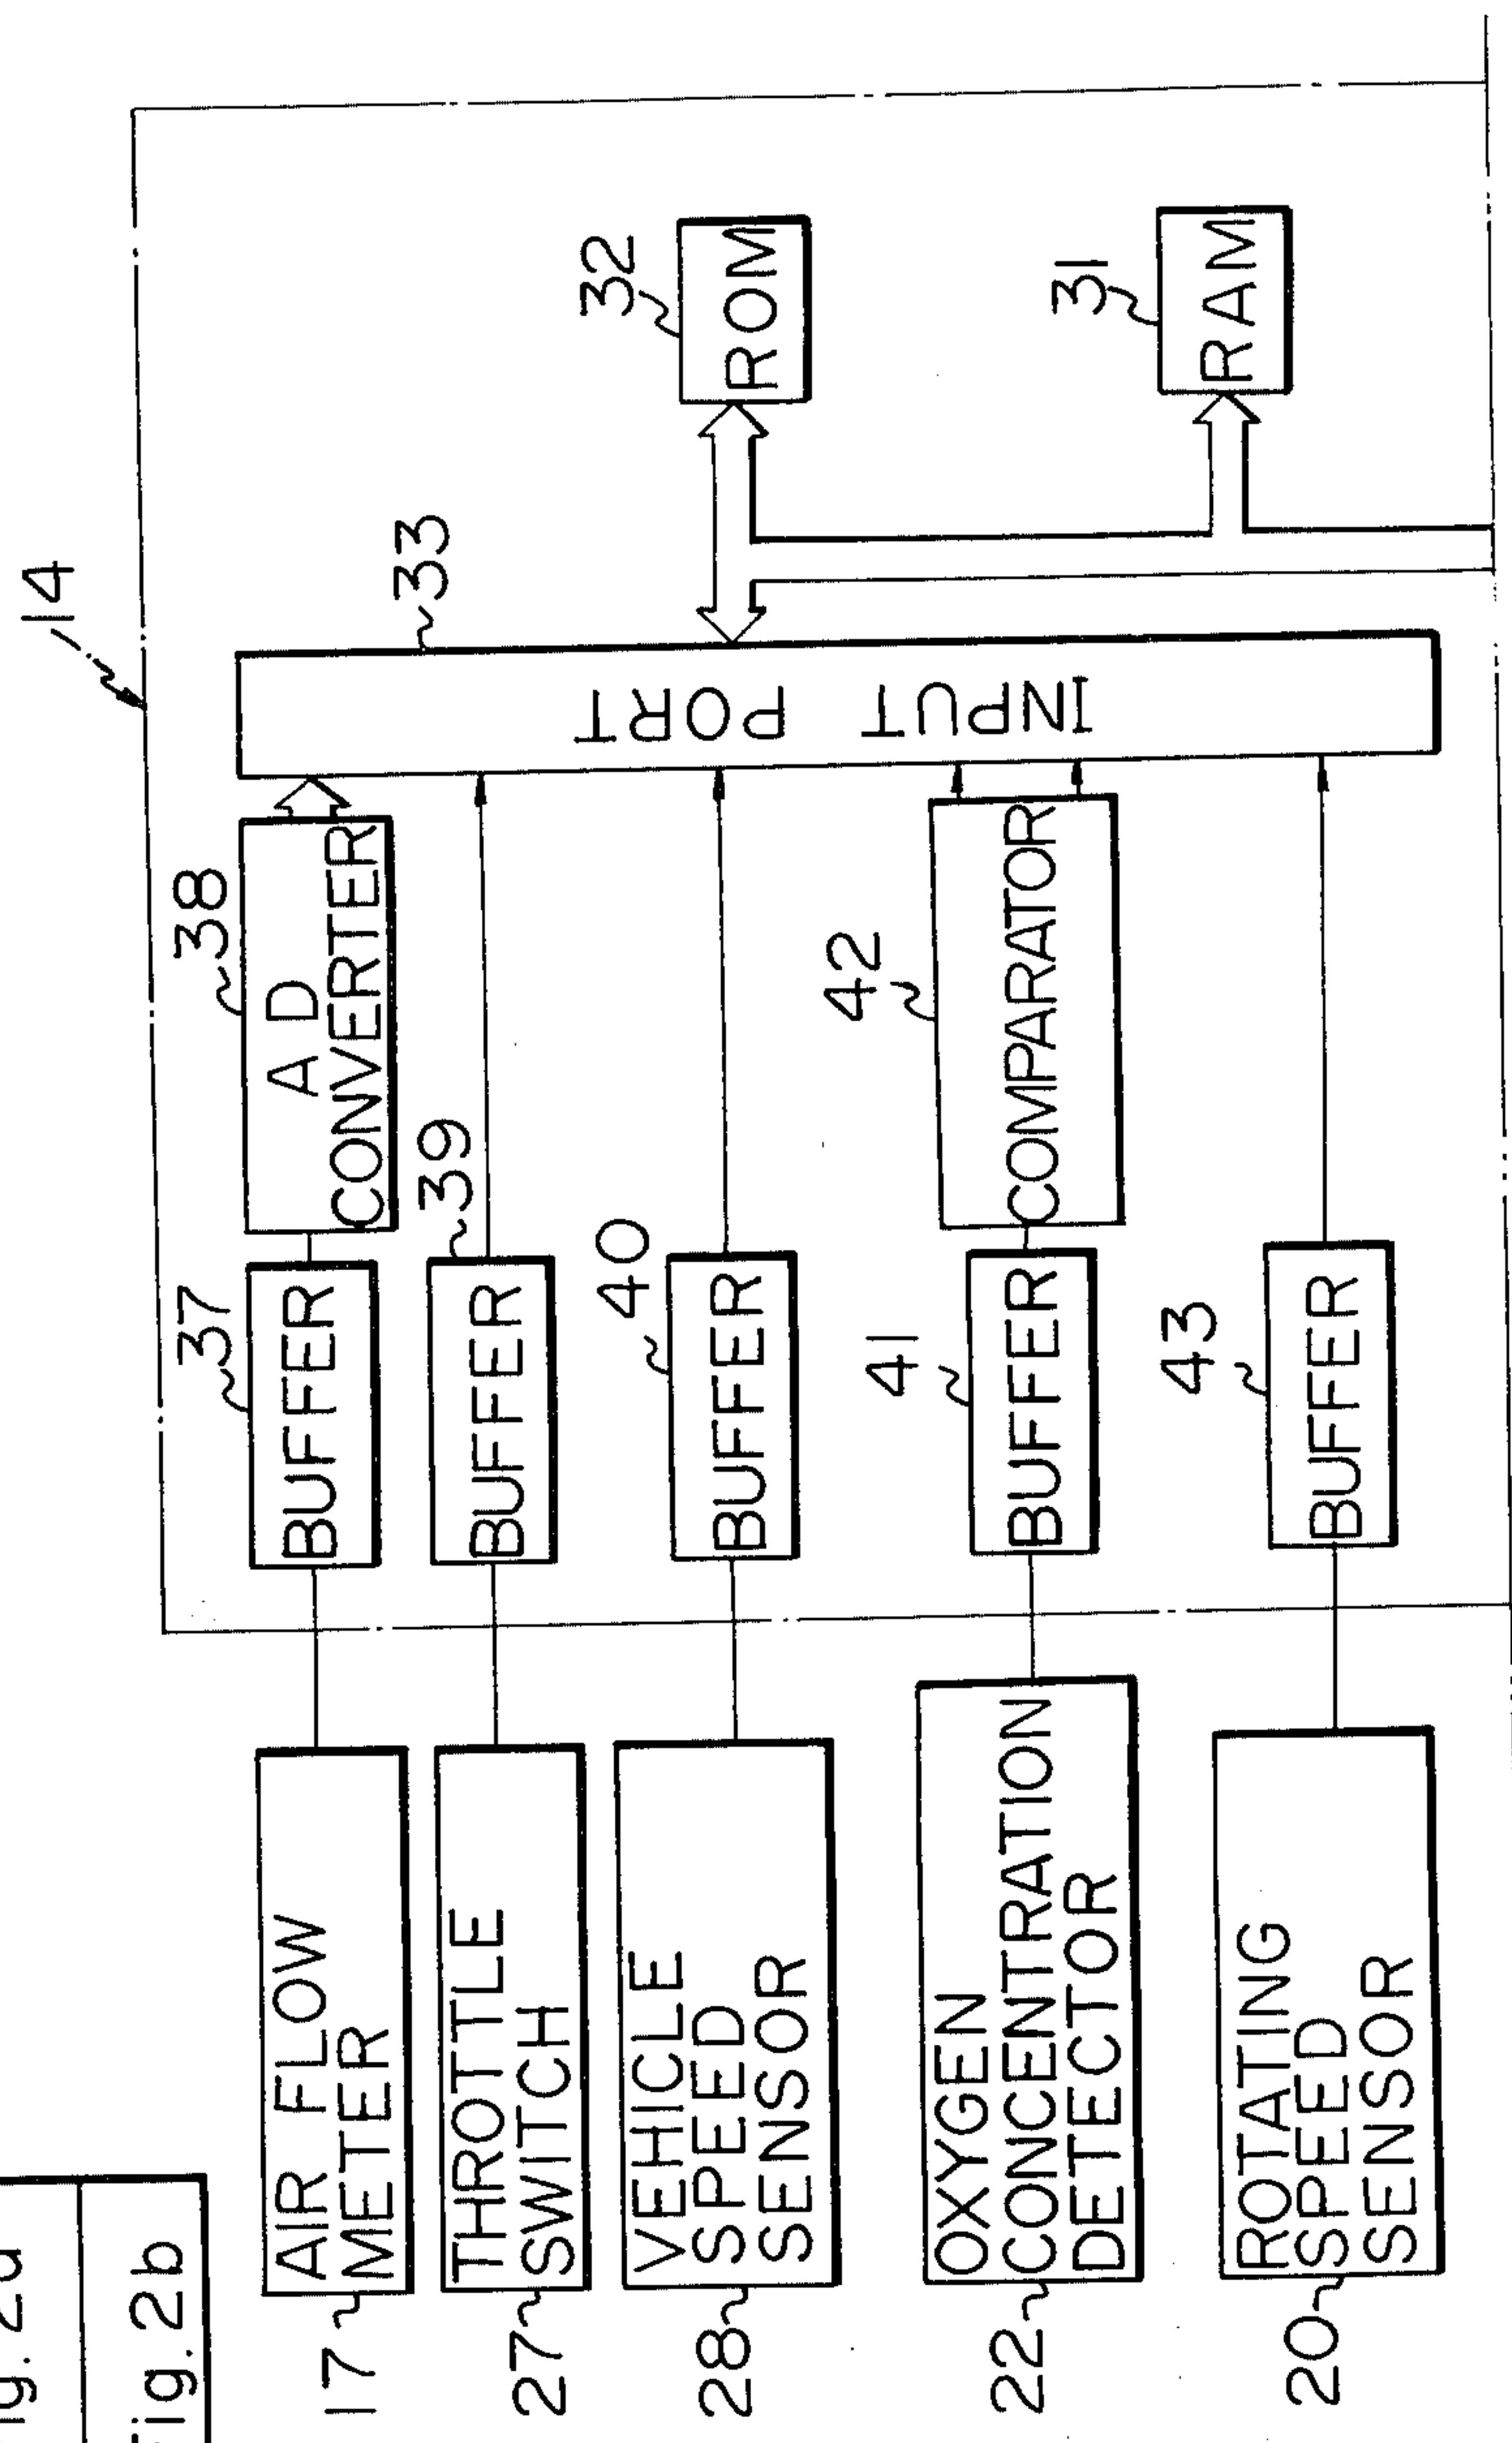 ig. 2a
Fig. 2b
14
17
AIR FLOW
METER
37
BUFFER
38
A D
CONVERTER
33
INPUT PORT
32
ROM
27
THROTTLE
SWITCH
39
BUFFER
28
VEHICLE
SPEED
SENSOR
40
BUFFER
31
RAM
22
OXYGEN
CONCENTRATION
DETECTOR
41
BUFFER
42
COMPARATOR
20
ROTATING
SPEED
SENSOR
43
BUFFER